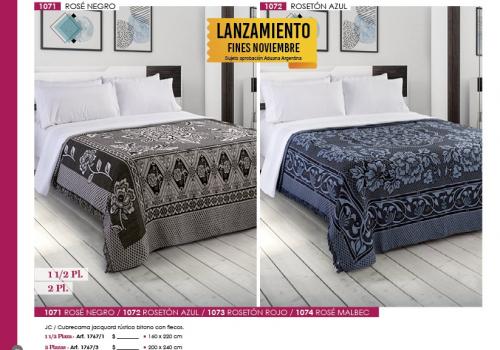 1071 ROSÉ NEGRO
1072 ROSETÓN AZUL
LANZAMIENTO
FINES NOVIEMBRE
Sujeto aprobación Aduana Argentina
1 1/2 Pl.
2 Pl.
1071 ROSÉ NEGRO / 1072 ROSETÓN AZUL / 1073 ROSETÓN ROJO / 1074 ROSÉ MALBEC
JC / Cubrecama jacquard rústico bitono con flecos.
1 1/2 Plaza - Art. 1767/1 $ ______ × 160 x 220 cm
2 Plazas - Art. 1767/3 $ ______ × 200 x 240 cm